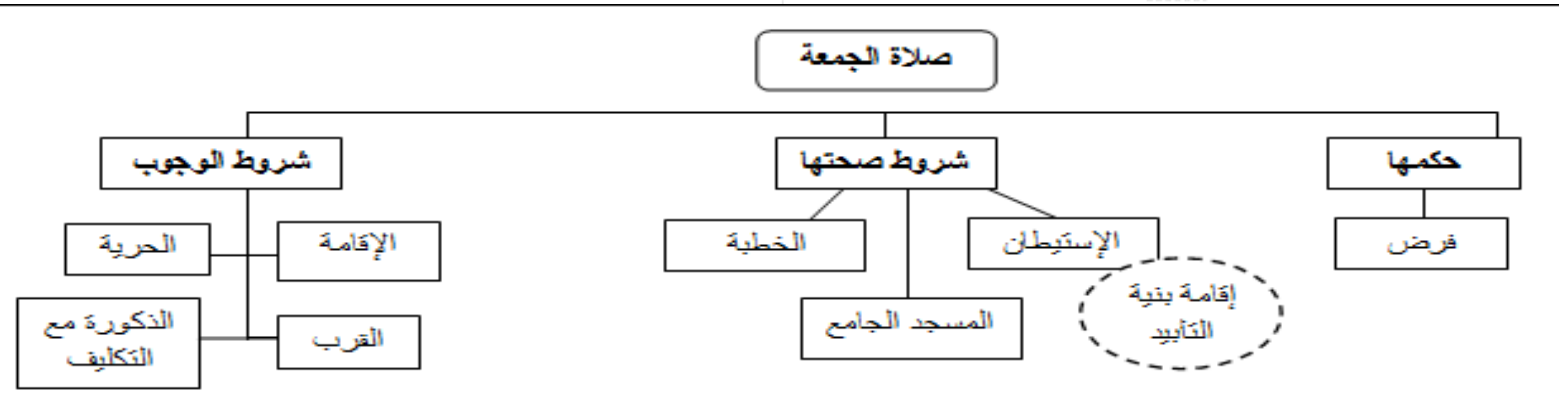 صلاة الجمعة
حكمها
شروط صحتها
شروط الوجوب
فرض
الإستيطان
الخطبة
الإقامة
الحرية
إقامة بنية
التأبيد
المسجد الجامع
القرب
الذكورة مع
التكليف